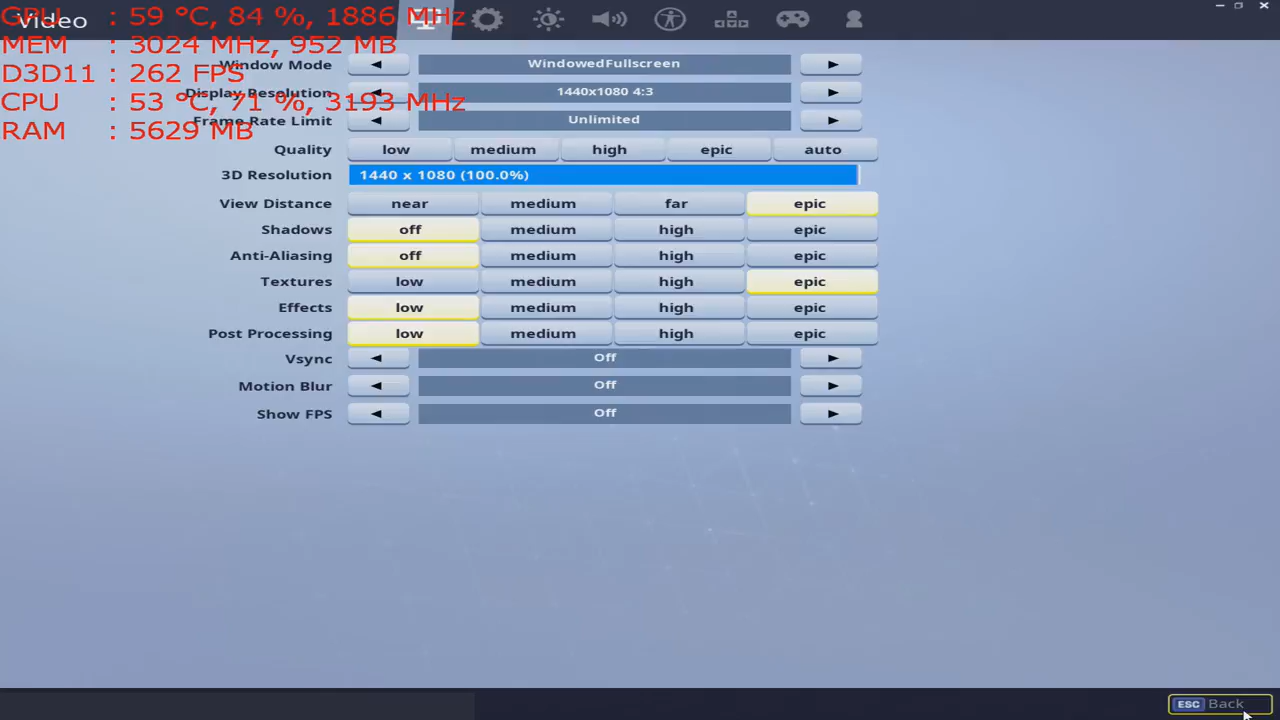 Video
GPU : 59 °C, 84 %, 1886 MHz
MEM : 3024 MHz, 952 MB
D3D11 : 262 FPS
CPU : 53 °C, 71 %, 3193 MHz
RAM : 5629 MB
Window Mode ◄ WindowedFullscreen ►
Display Resolution ◄ 1440x1080 4:3 ►
Frame Rate Limit ◄ Unlimited ►
Quality low medium high epic auto
3D Resolution 1440 x 1080 (100.0%)
View Distance near medium far epic
Shadows off medium high epic
Anti-Aliasing off medium high epic
Textures low medium high epic
Effects low medium high epic
Post Processing low medium high epic
Vsync ◄ Off ►
Motion Blur ◄ Off ►
Show FPS ◄ Off ►
ESC Back